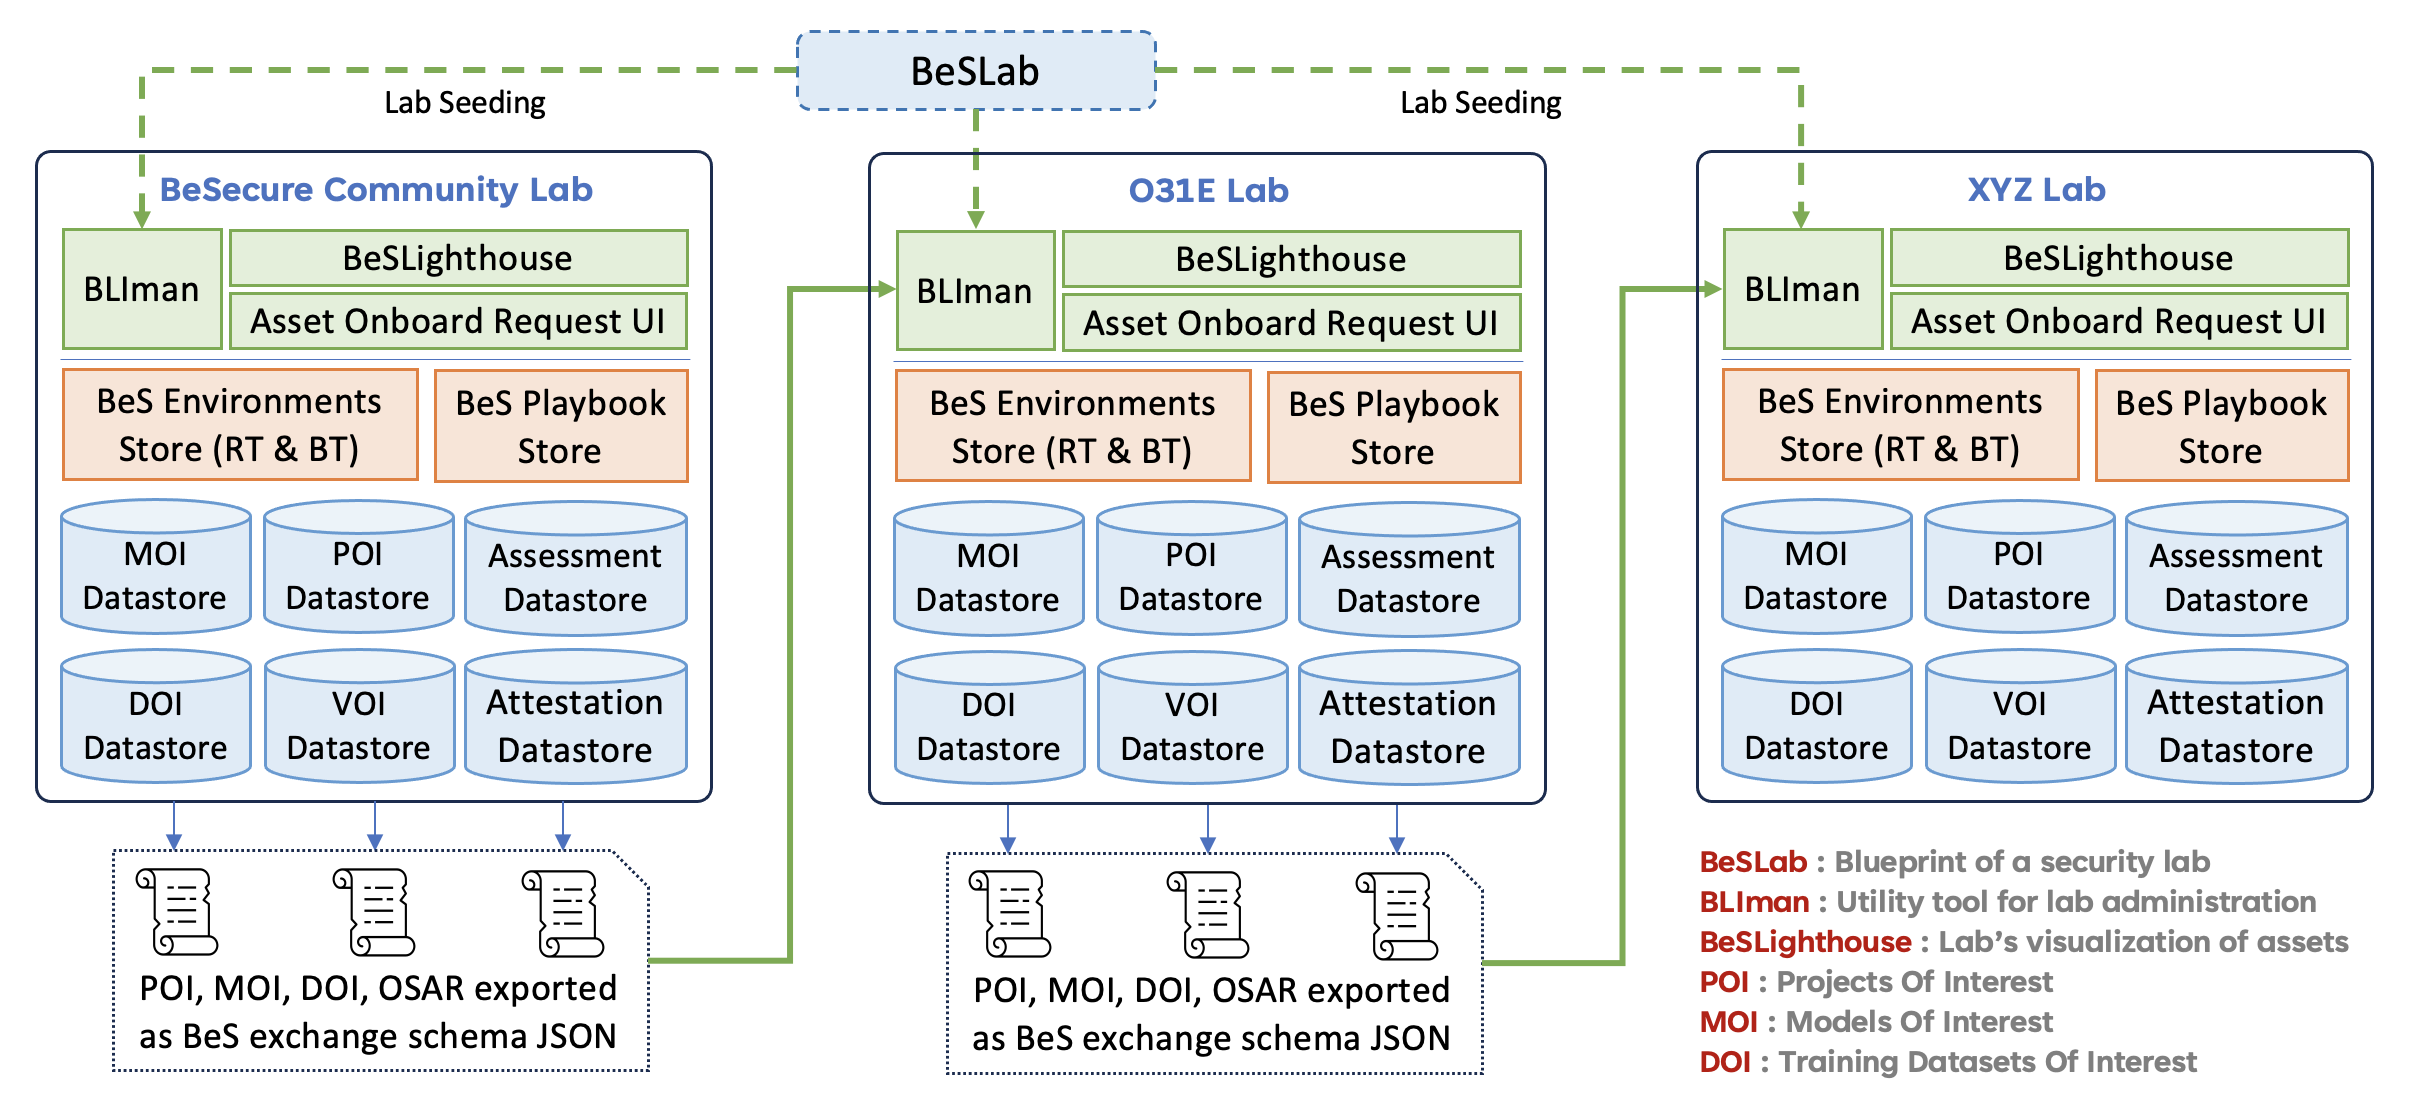 BeSLab
Lab Seeding
Lab Seeding
BeSecure Community Lab
BLIman
BeSLighthouse
Asset Onboard Request UI
BeS Environments
Store (RT & BT)
BeS Playbook
Store
MOI
Datastore
POI
Datastore
Assessment
Datastore
DOI
Datastore
VOI
Datastore
Attestation
Datastore
POI, MOI, DOI, OSAR exported
as BeS exchange schema JSON
O31E Lab
BLIman
BeSLighthouse
Asset Onboard Request UI
BeS Environments
Store (RT & BT)
BeS Playbook
Store
MOI
Datastore
POI
Datastore
Assessment
Datastore
DOI
Datastore
VOI
Datastore
Attestation
Datastore
POI, MOI, DOI, OSAR exported
as BeS exchange schema JSON
XYZ Lab
BLIman
BeSLighthouse
Asset Onboard Request UI
BeS Environments
Store (RT & BT)
BeS Playbook
Store
MOI
Datastore
POI
Datastore
Assessment
Datastore
DOI
Datastore
VOI
Datastore
Attestation
Datastore
BeSLab : Blueprint of a security lab
BLIman : Utility tool for lab administration
BeSLighthouse : Lab’s visualization of assets
POI : Projects Of Interest
MOI : Models Of Interest
DOI : Training Datasets Of Interest